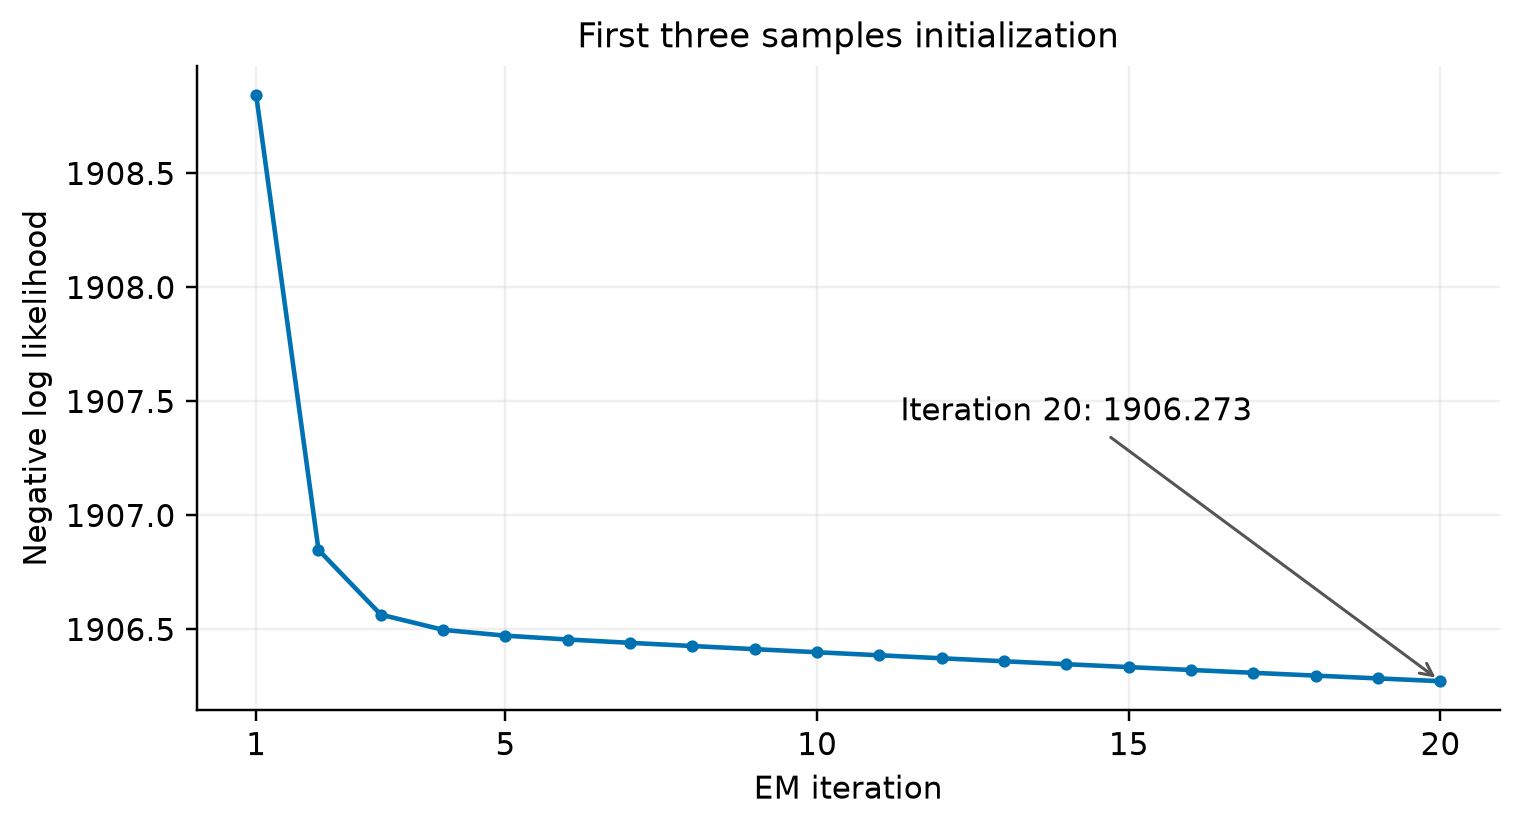 First three samples initialization
Negative log likelihood
1908.5
1908.0
1907.5
1907.0
1906.5
Iteration 20: 1906.273
1
5
10
15
20
EM iteration